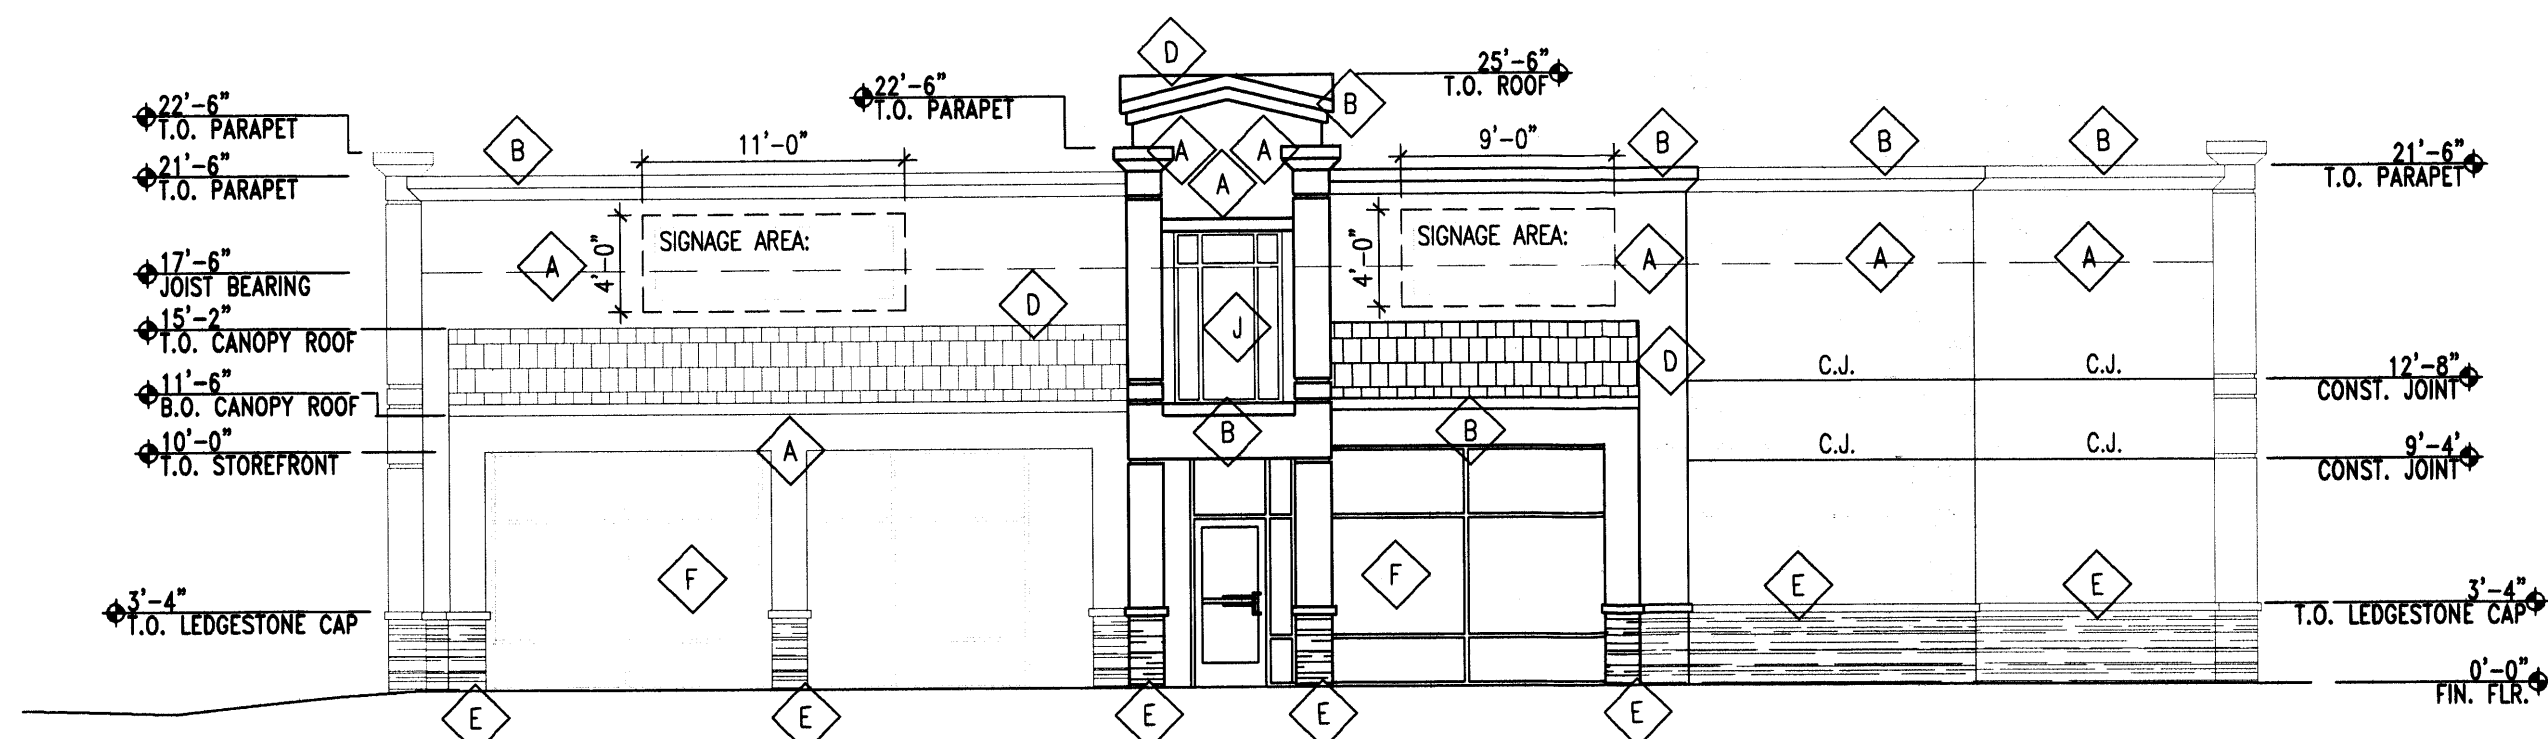 D
25'-6"
T.O. ROOF
22'-6"
T.O. PARAPET
22'-6"
T.O. PARAPET
B
11'-0"
9'-0"
B
B
B
B
A
A
A
21'-6"
T.O. PARAPET
21'-6"
T.O. PARAPET
SIGNAGE AREA:
4'-0"
SIGNAGE AREA:
4'-0"
A
A
A
A
17'-6"
JOIST BEARING
D
J
15'-2"
T.O. CANOPY ROOF
D
C.J.
C.J.
12'-8"
CONST. JOINT
11'-6"
B.O. CANOPY ROOF
B
B
10'-0"
T.O. STOREFRONT
A
C.J.
C.J.
9'-4'
CONST. JOINT
F
F
E
E
3'-4"
T.O. LEDGESTONE CAP
3'-4"
T.O. LEDGESTONE CAP
0'-0"
FIN. FLR.
E
E
E
E
E